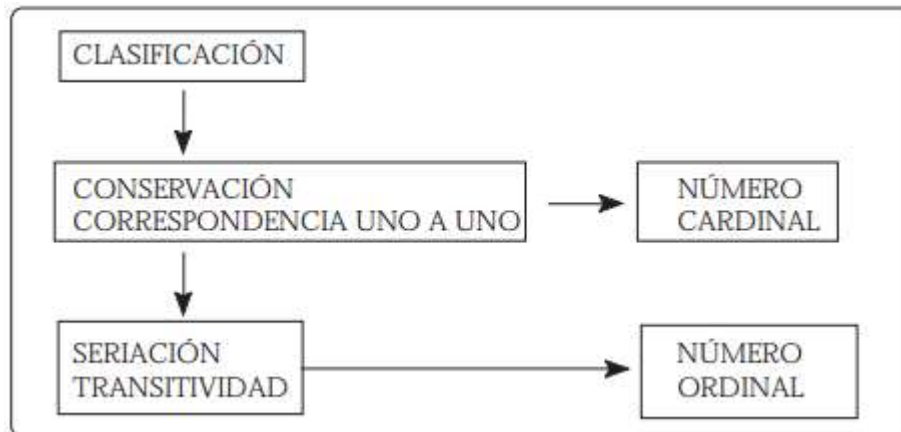 CLASIFICACIÓN
CONSERVACIÓN
CORRESPONDENCIA UNO A UNO
NÚMERO
CARDINAL
SERIACIÓN
TRANSITIVIDAD
NÚMERO
ORDINAL